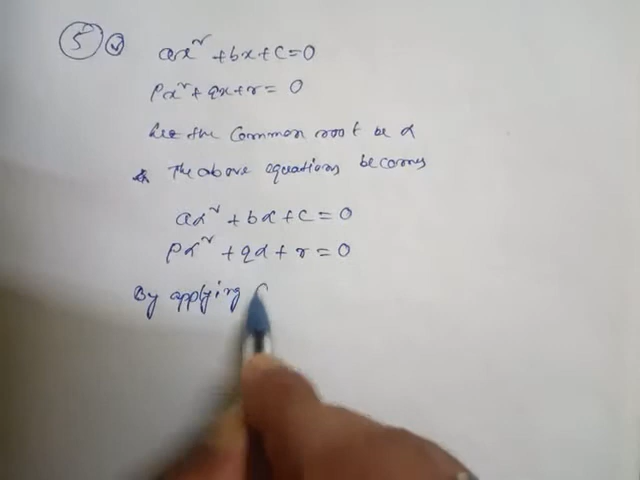 5 ax² + bx + c = 0
px² + qx + r = 0
let the common root be α
The above equations becomes
aα² + bα + c = 0
pα² + qα + r = 0
By applying